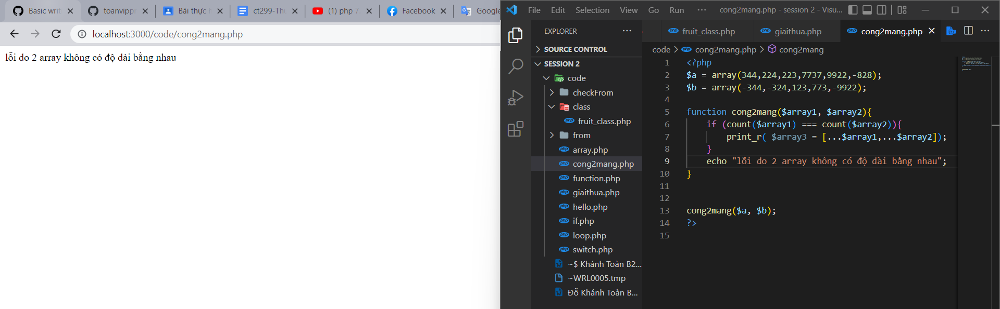 Basic writ
toanvippr
Bài thực h
ct299-Thu
(1) php 7.
Facebook
Google
localhost:3000/code/cong2mang.php
lỗi do 2 array không có độ dài bằng nhau
File Edit Selection View Go Run ··· cong2mang.php - session 2 - Visu...
EXPLORER ···
SOURCE CONTROL
SESSION 2
code
checkFrom
class
fruit_class.php
from
array.php
cong2mang.php
function.php
giaithua.php
hello.php
if.php
loop.php
switch.php
~$ Khánh Toàn B2...
~WRL0005.tmp
Đỗ Khánh Toàn B...
fruit_class.php giaithua.php cong2mang.php ···
code > cong2mang.php > cong2mang
1 <?php
2 $a = array(344,224,223,7737,9922,-828);
3 $b = array(-344,-324,123,773,-9922);
4
5 function cong2mang($array1, $array2){
6 if (count($array1) === count($array2)){
7 print_r( $array3 = [...$array1,...$array2]);
8 }
9 echo "lỗi do 2 array không có độ dài bằng nhau";
10 }
11
12
13 cong2mang($a, $b);
14 ?>
15